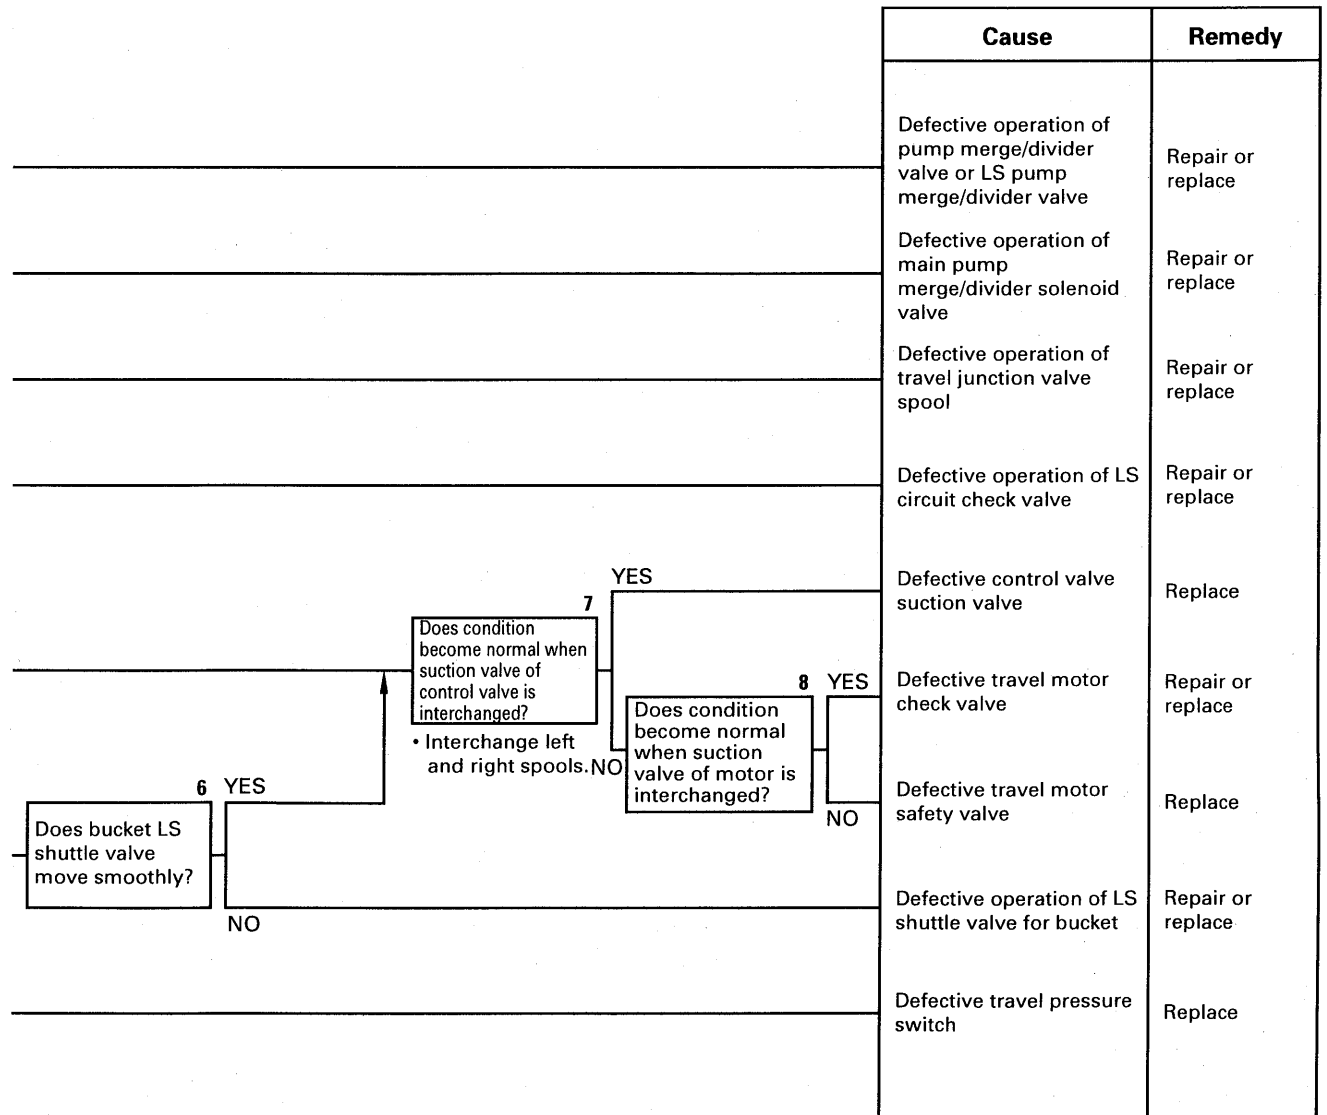 Cause
Remedy
Defective operation of
pump merge/divider
valve or LS pump
merge/divider valve
Repair or
replace
Defective operation of
main pump
merge/divider solenoid
valve
Repair or
replace
Defective operation of
travel junction valve
spool
Repair or
replace
Defective operation of LS
circuit check valve
Repair or
replace
YES
Defective control valve
suction valve
Replace
7
Does condition
become normal when
suction valve of
control valve is
interchanged?
• Interchange left
and right spools.
NO
8
YES
Does condition
become normal
when suction
valve of motor is
interchanged?
NO
Defective travel motor
check valve
Repair or
replace
Defective travel motor
safety valve
Replace
6
YES
Does bucket LS
shuttle valve
move smoothly?
NO
Defective operation of LS
shuttle valve for bucket
Repair or
replace
Defective travel pressure
switch
Replace